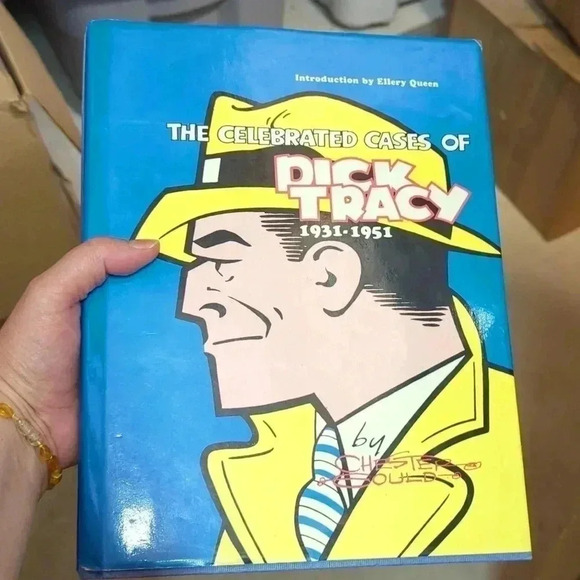 Introduction by Ellery Queen
THE CELEBRATED CASES OF
DICK
TRACY
1931-1951
by
CHESTER
GOULD